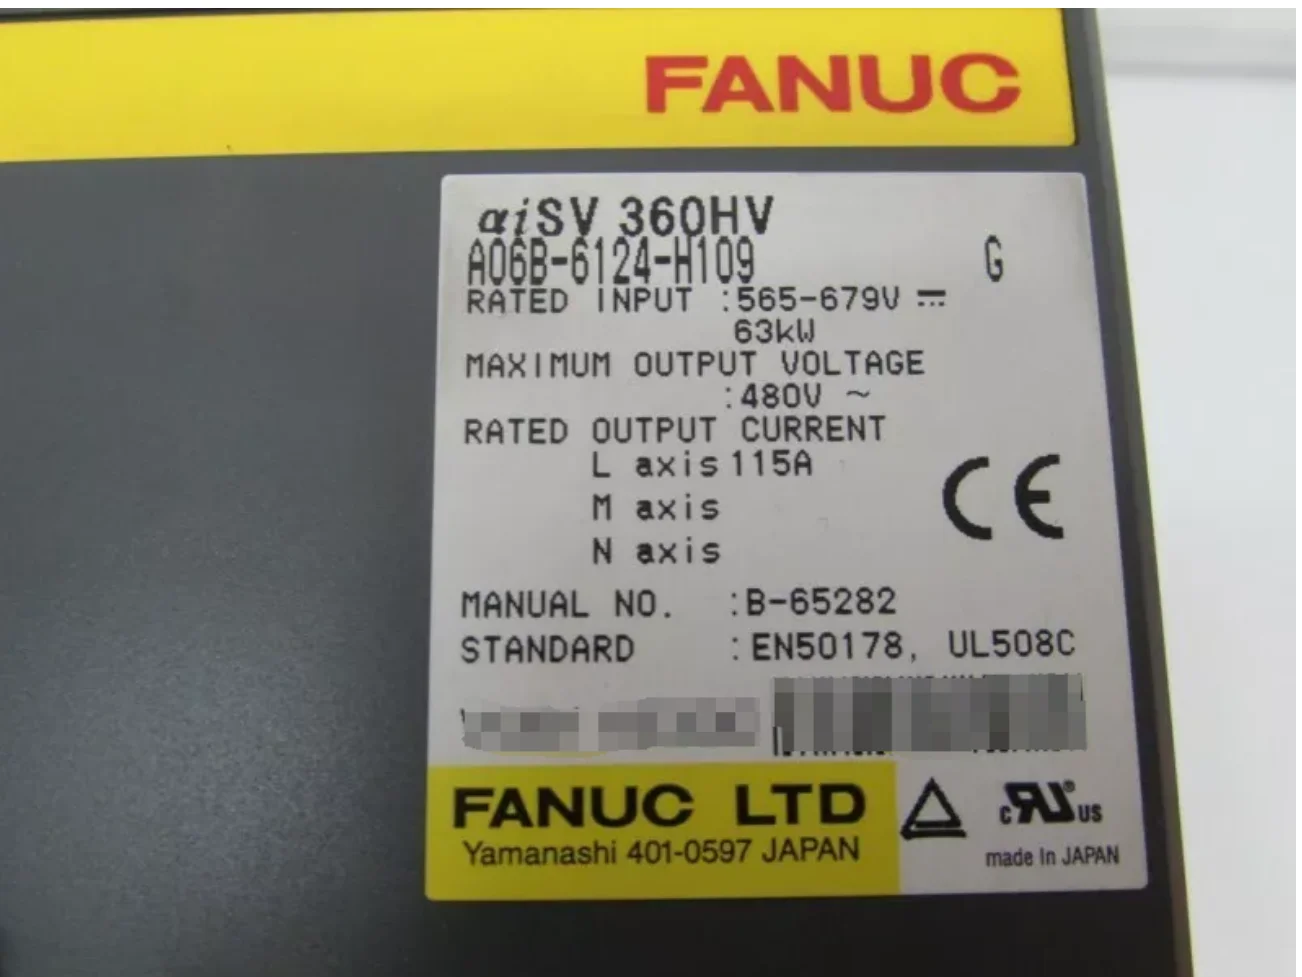 FANUC
αiSV 360HV
A06B-6124-H109 G
RATED INPUT :565-679V ⎓
63kW
MAXIMUM OUTPUT VOLTAGE
:480V ~
RATED OUTPUT CURRENT
L axis 115A
M axis
N axis
CE
MANUAL NO. :B-65282
STANDARD :EN50178, UL508C
FANUC LTD
Yamanashi 401-0597 JAPAN
c RU® US
made In JAPAN